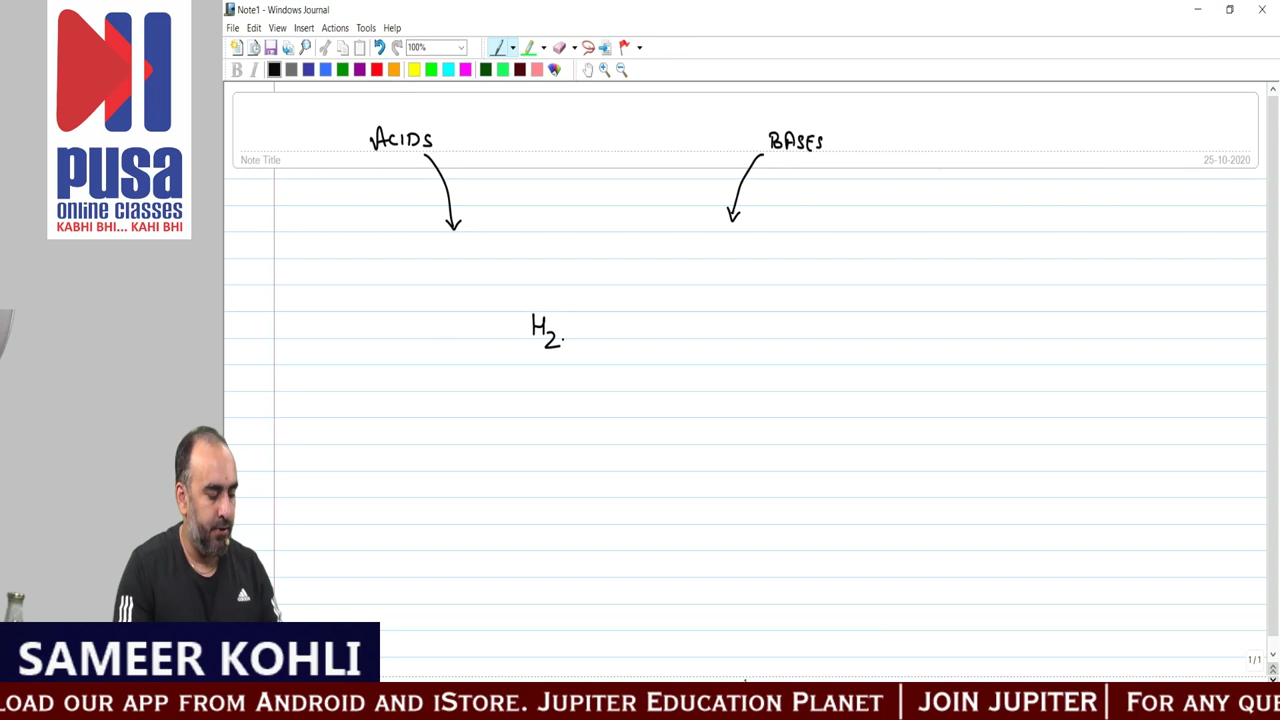 Note1 - Windows Journal
File Edit View Insert Actions Tools Help
100%
B I
PUSA
ONLINE CLASSES
KABHI BHI... KAHI BHI
ACIDS BASES
Note Title 25-10-2020
H2
1/1
SAMEER KOHLI
LOAD OUR APP FROM ANDROID AND iSTORE. JUPITER EDUCATION PLANET | JOIN JUPITER| FOR ANY QUE